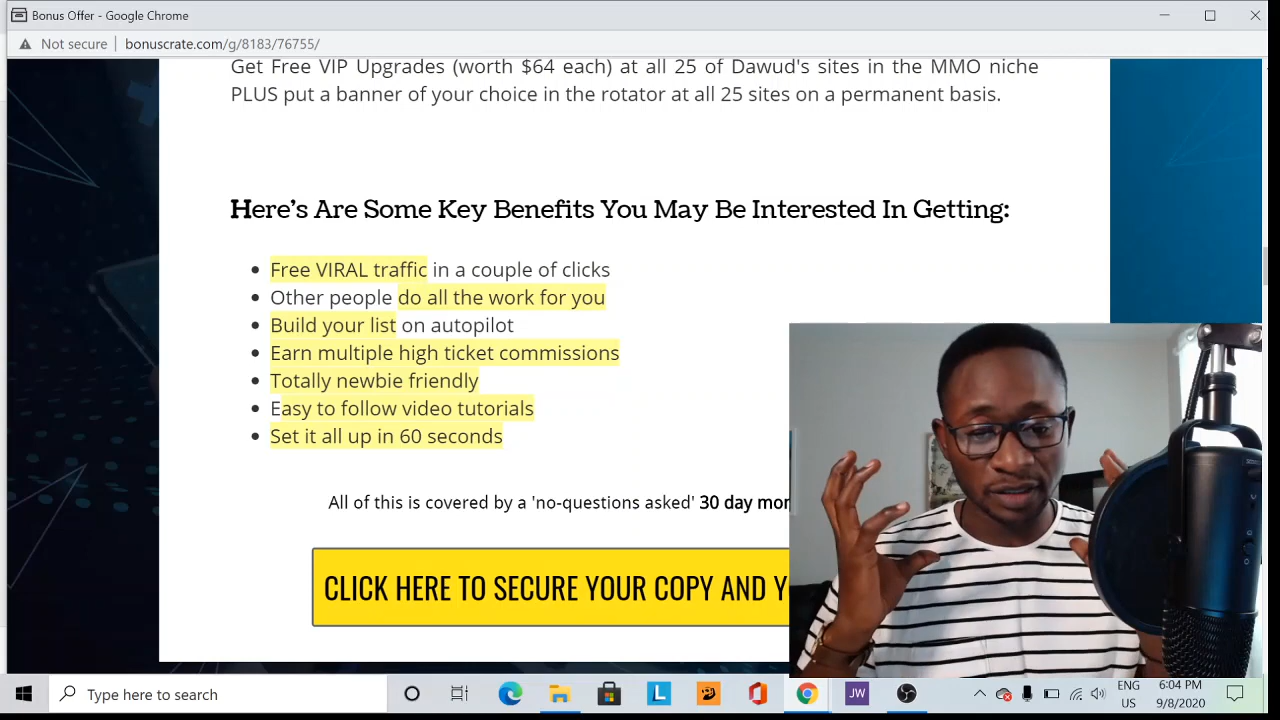 Bonus Offer - Google Chrome
Not secure
bonuscrate.com/g/8183/76755/
Get Free VIP Upgrades (worth $64 each) at all 25 of Dawud's sites in the MMO niche
PLUS put a banner of your choice in the rotator at all 25 sites on a permanent basis.
Here's Are Some Key Benefits You May Be Interested In Getting:
Free VIRAL traffic in a couple of clicks
Other people do all the work for you
Build your list on autopilot
Earn multiple high ticket commissions
Totally newbie friendly
Easy to follow video tutorials
Set it all up in 60 seconds
All of this is covered by a 'no-questions asked' 30 day
CLICK HERE TO SECURE YOUR COPY AND
Type here to search
L
JW
ENG
US
6:04 PM
9/8/2020